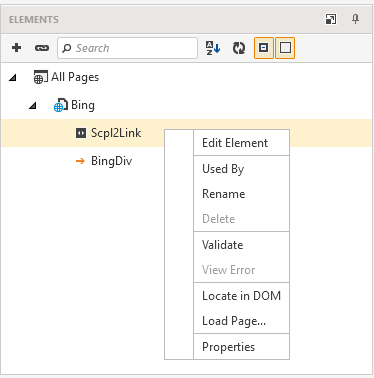 ELEMENTS
Search
All Pages
Bing
Scpl2Link
BingDiv
Edit Element
Used By
Rename
Delete
Validate
View Error
Locate in DOM
Load Page...
Properties